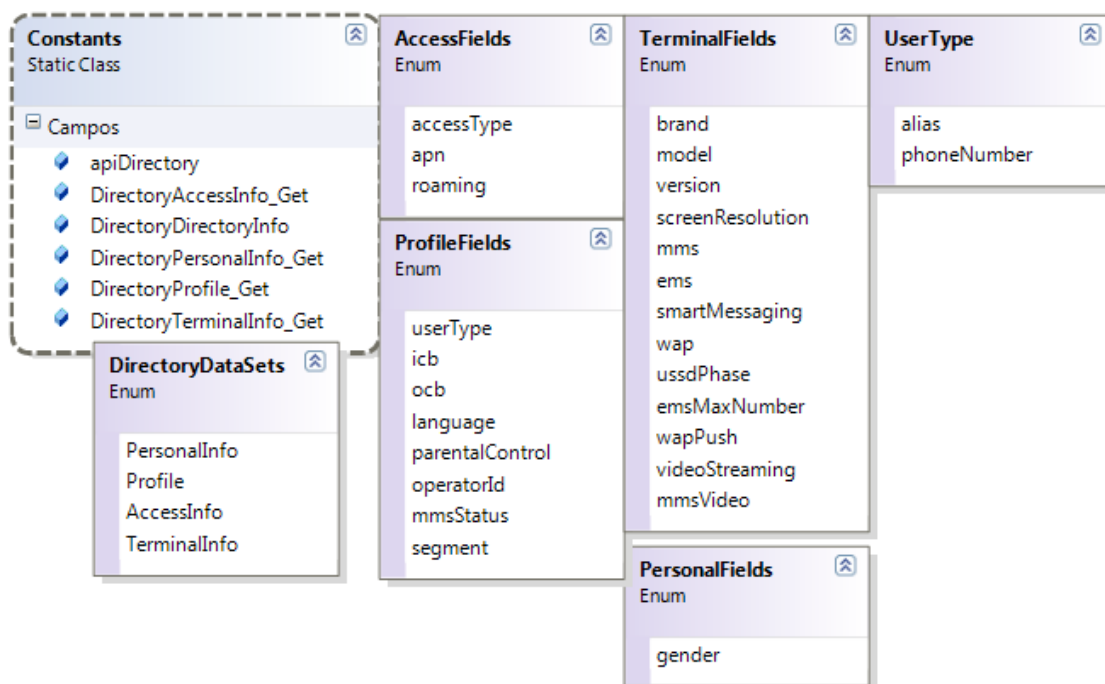 Constants
Static Class
Campos
apiDirectory
DirectoryAccessInfo_Get
DirectoryDirectoryInfo
DirectoryPersonalInfo_Get
DirectoryProfile_Get
DirectoryTerminalInfo_Get
DirectoryDataSets
Enum
PersonalInfo
Profile
AccessInfo
TerminalInfo
AccessFields
Enum
accessType
apn
roaming
ProfileFields
Enum
userType
icb
ocb
language
parentalControl
operatorId
mmsStatus
segment
TerminalFields
Enum
brand
model
version
screenResolution
mms
ems
smartMessaging
wap
ussdPhase
emsMaxNumber
wapPush
videoStreaming
mmsVideo
PersonalFields
Enum
gender
UserType
Enum
alias
phoneNumber